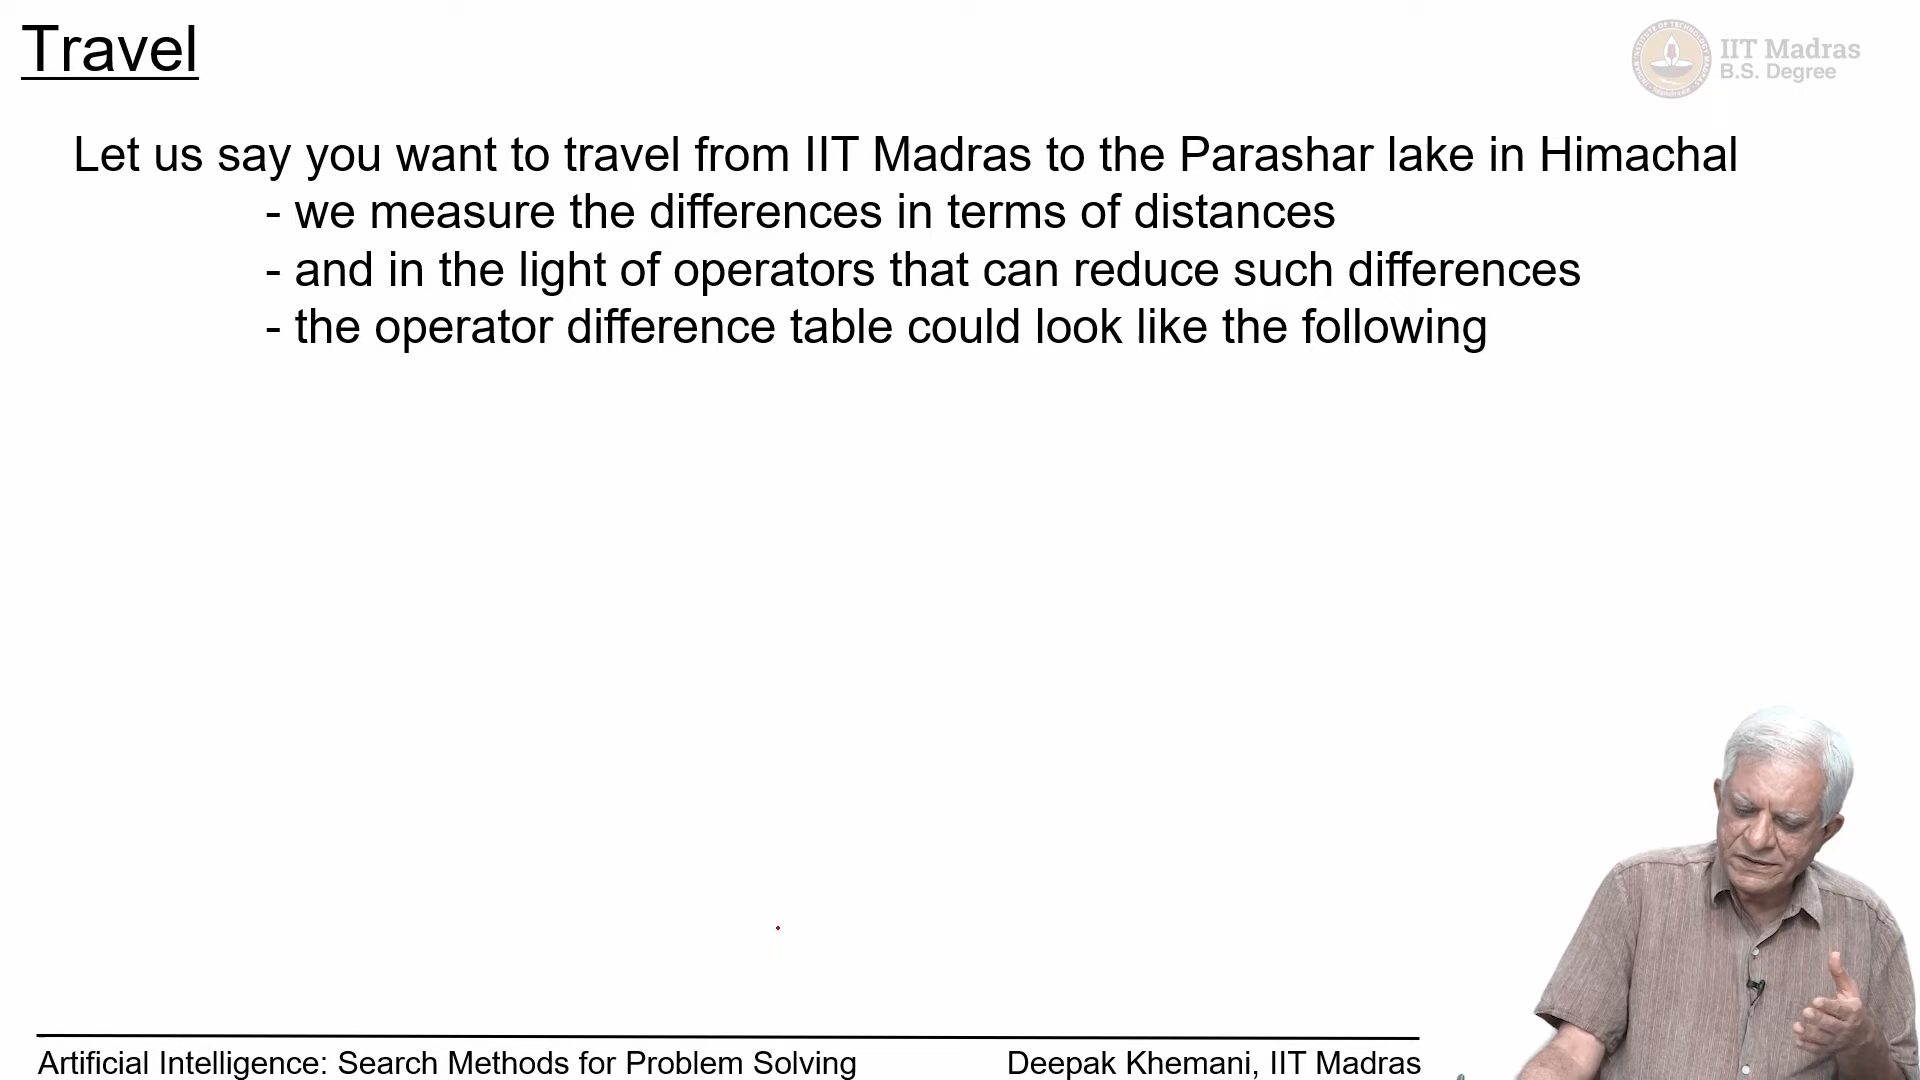 Travel
IIT Madras
B.S. Degree
Let us say you want to travel from IIT Madras to the Parashar lake in Himachal
- we measure the differences in terms of distances
- and in the light of operators that can reduce such differences
- the operator difference table could look like the following
Artificial Intelligence: Search Methods for Problem Solving
Deepak Khemani, IIT Madras